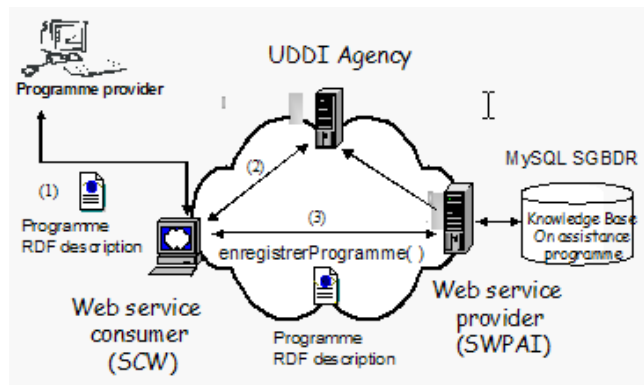 UDDI Agency
Programme provider
MySQL SGBDR
(1)
(2)
Programme
RDF description
(3)
enregistrerProgramme( )
Knowledge Base
On assistance
programme
Web service
consumer
(SCW)
Programme
RDF description
Web service
provider
(SWPAI)